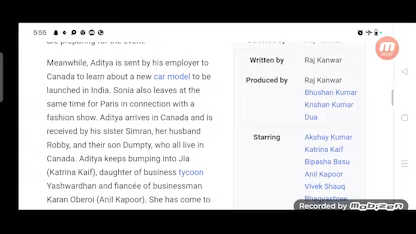 5:55
are preparing for the event.
Meanwhile, Aditya is sent by his employer to
Canada to learn about a new car model to be
launched in India. Sonia also leaves at the
same time for Paris in connection with a
fashion show. Aditya arrives in Canada and is
received by his sister Simran, her husband
Robby, and their son Dumpty, who all live in
Canada. Aditya keeps bumping into Jia
(Katrina Kaif), daughter of business tycoon
Yashwardhan and fiancée of businessman
Karan Oberoi (Anil Kapoor). She has come to
Written by Raj Kanwar
Produced by Raj Kanwar
Bhushan Kumar
Krishan Kumar
Dua
Starring Akshay Kumar
Katrina Kaif
Bipasha Basu
Anil Kapoor
Vivek Shauq
Bhagyashree
Recorded by Mobizen